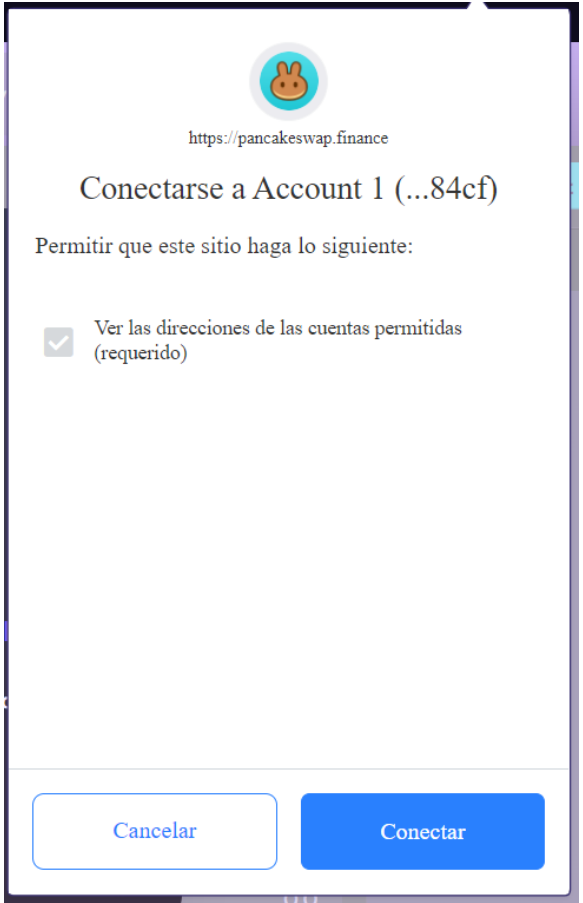 https://pancakeswap.finance
Conectarse a Account 1 (...84cf)
Permitir que este sitio haga lo siguiente:
Ver las direcciones de las cuentas permitidas
(requerido)
Cancelar
Conectar